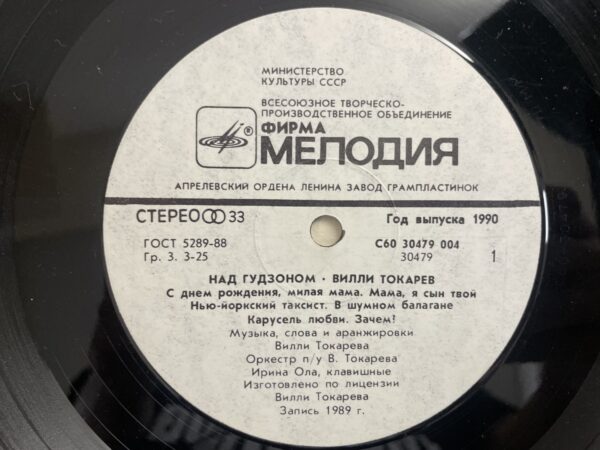 МИНИСТЕРСТВО
КУЛЬТУРЫ СССР
ВСЕСОЮЗНОЕ ТВОРЧЕСКО-
ПРОИЗВОДСТВЕННОЕ ОБЪЕДИНЕНИЕ
ФИРМА
МЕЛОДИЯ
АПРЕЛЕВСКИЙ ОРДЕНА ЛЕНИНА ЗАВОД ГРАМПЛАСТИНОК
СТЕРЕО 33 Год выпуска 1990
ГОСТ 5289-88 С60 30479 004
Гр. 3. 3-25 30479 1
НАД ГУДЗОНОМ · ВИЛЛИ ТОКАРЕВ
С днем рождения, милая мама. Мама, я сын твой
Нью-йоркский таксист. В шумном балагане
Карусель любви. Зачем!
Музыка, слова и аранжировки
Вилли Токарева
Оркестр п/у В. Токарева
Ирина Ола, клавишные
Изготовлено по лицензии
Вилли Токарева
Запись 1989 г.